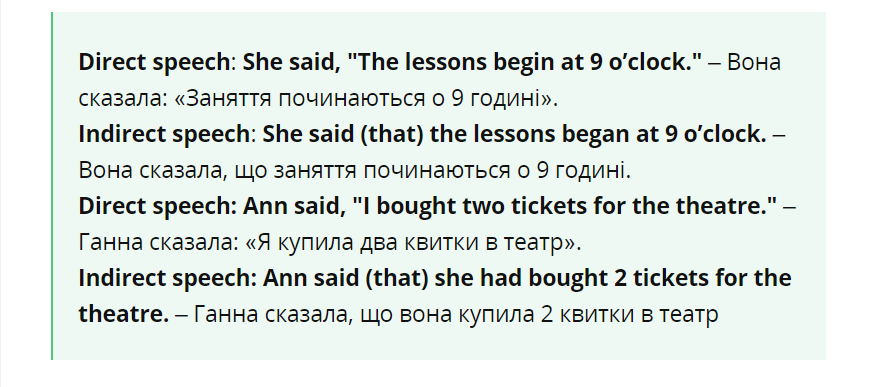 Direct speech: She said, "The lessons begin at 9 o’clock." – Вона
сказала: «Заняття починаються о 9 годині».
Indirect speech: She said (that) the lessons began at 9 o’clock. –
Вона сказала, що заняття починаються о 9 годині.
Direct speech: Ann said, "I bought two tickets for the theatre." –
Ганна сказала: «Я купила два квитки в театр».
Indirect speech: Ann said (that) she had bought 2 tickets for the
theatre. – Ганна сказала, що вона купила 2 квитки в театр